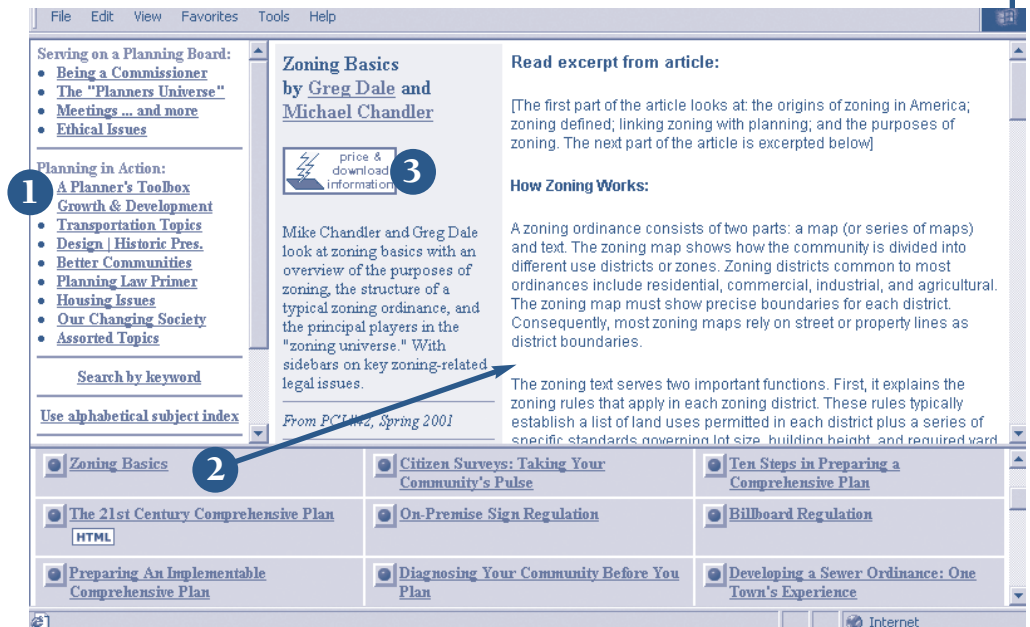 File Edit View Favorites Tools Help
Serving on a Planning Board:
Being a Commissioner
The "Planners Universe"
Meetings ... and more
Ethical Issues
Planning in Action:
1
A Planner's Toolbox
Growth & Development
Transportation Topics
Design | Historic Pres.
Better Communities
Planning Law Primer
Housing Issues
Our Changing Society
Assorted Topics
Search by keyword
Use alphabetical subject index
Zoning Basics
by Greg Dale and
Michael Chandler
price &
download
information
3
Mike Chandler and Greg Dale
look at zoning basics with an
overview of the purposes of
zoning, the structure of a
typical zoning ordinance, and
the principal players in the
"zoning universe." With
sidebars on key zoning-related
legal issues.
From PCJ #42, Spring 2001
Read excerpt from article:
[The first part of the article looks at: the origins of zoning in America;
zoning defined; linking zoning with planning; and the purposes of
zoning. The next part of the article is excerpted below]
How Zoning Works:
A zoning ordinance consists of two parts: a map (or series of maps)
and text. The zoning map shows how the community is divided into
different use districts or zones. Zoning districts common to most
ordinances include residential, commercial, industrial, and agricultural.
The zoning map must show precise boundaries for each district.
Consequently, most zoning maps rely on street or property lines as
district boundaries.
The zoning text serves two important functions. First, it explains the
zoning rules that apply in each zoning district. These rules typically
establish a list of land uses permitted in each district plus a series of
specific standards governing lot size, building height, and required yard
2
Zoning Basics
Citizen Surveys: Taking Your
Community's Pulse
Ten Steps in Preparing a
Comprehensive Plan
The 21st Century Comprehensive Plan
HTML
On-Premise Sign Regulation
Billboard Regulation
Preparing An Implementable
Comprehensive Plan
Diagnosing Your Community Before You
Plan
Developing a Sewer Ordinance: One
Town's Experience
Internet